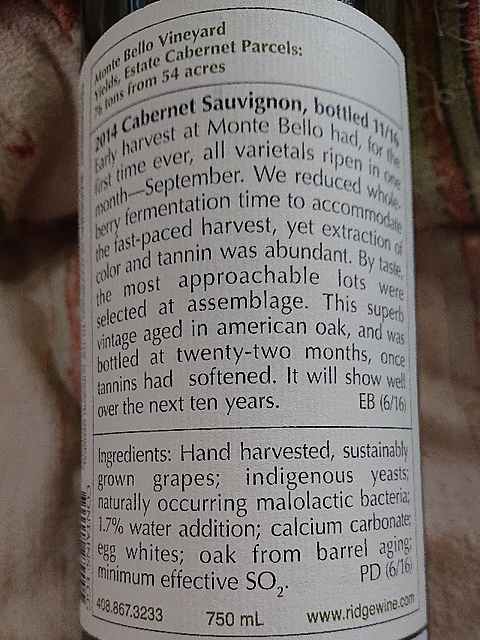 Monte Bello Vineyard
Yields, Estate Cabernet Parcels:
tons from 54 acres
2014 Cabernet Sauvignon, bottled 11/16
Early harvest at Monte Bello had, for the
first time ever, all varietals ripen in one
month—September. We reduced whole-
berry fermentation time to accommodate
the fast-paced harvest, yet extraction of
color and tannin was abundant. By taste,
the most approachable lots were
selected at assemblage. This superb
vintage aged in american oak, and was
bottled at twenty-two months, once
tannins had softened. It will show well
over the next ten years. EB (6/16)
Ingredients: Hand harvested, sustainably
grown grapes; indigenous yeasts;
naturally occurring malolactic bacteria;
1.7% water addition; calcium carbonate;
egg whites; oak from barrel aging;
minimum effective SO₂. PD (6/16)
408.867.3233 750 mL www.ridgewine.com